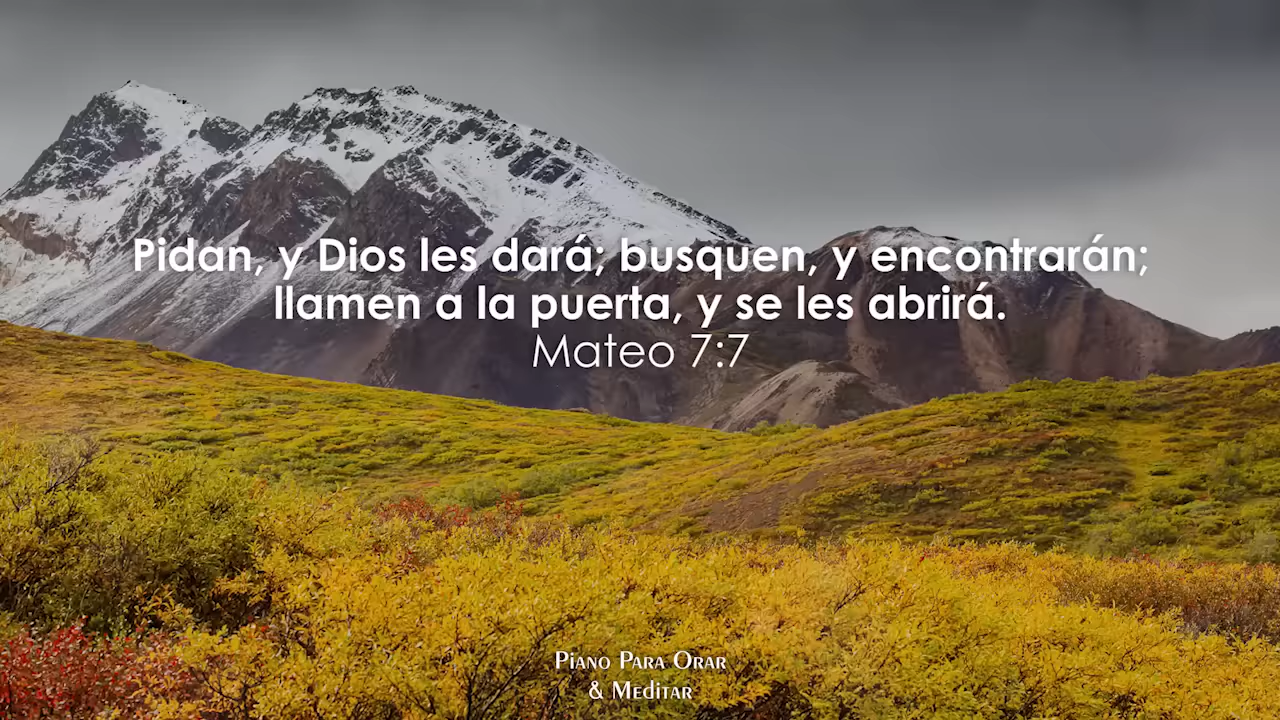 Pidan, y Dios les dará; busquen, y encontrarán;
llamen a la puerta, y se les abrirá.
Mateo 7:7
Piano Para Orar
& Meditar